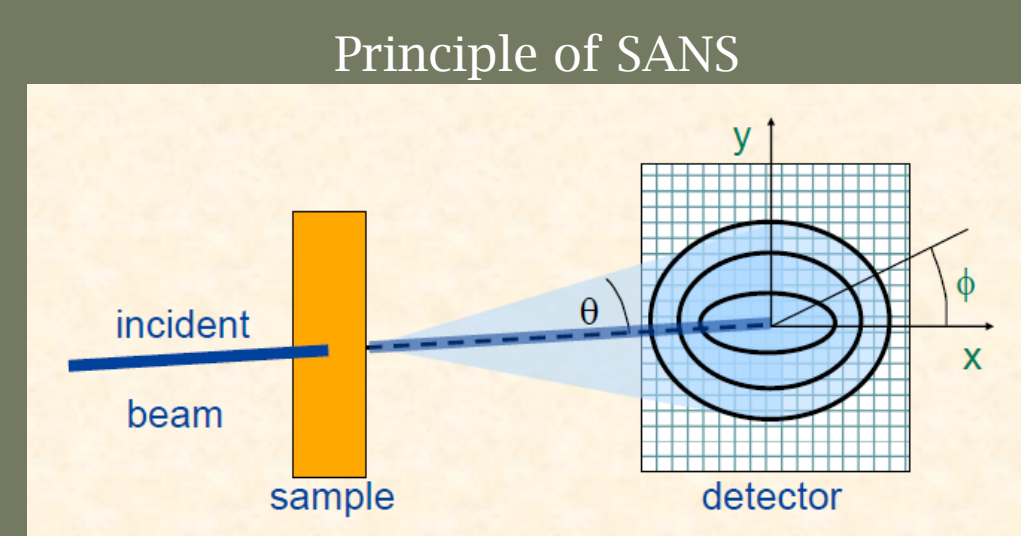 Principle of SANS
y
θ
ϕ
incident
x
beam
sample
detector